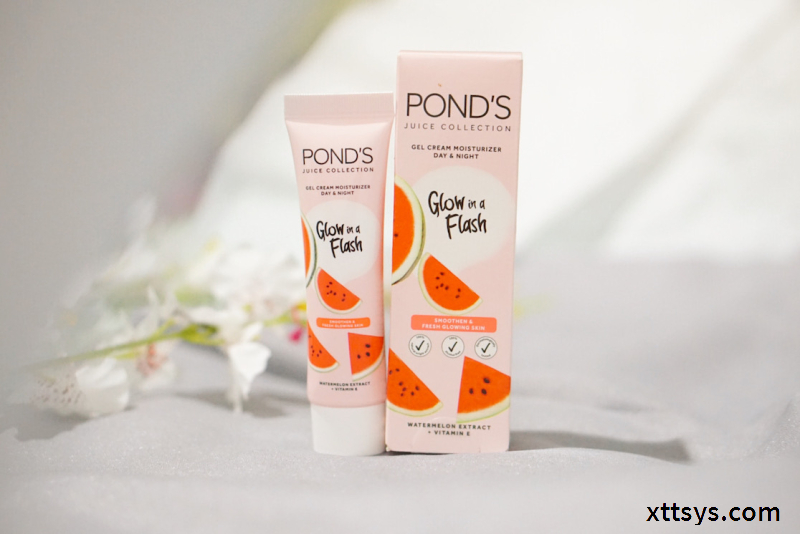 POND'S
JUICE COLLECTION
GEL CREAM MOISTURIZER
DAY & NIGHT
Glow in a
Flash
SMOOTHER &
FRESH GLOWING SKIN
WATERMELON EXTRACT
+ VITAMIN E
POND'S
JUICE COLLECTION
GEL CREAM MOISTURIZER
DAY & NIGHT
Glow in a
Flash
SMOOTHER &
FRESH GLOWING SKIN
WATERMELON EXTRACT
+ VITAMIN E
xttsys.com